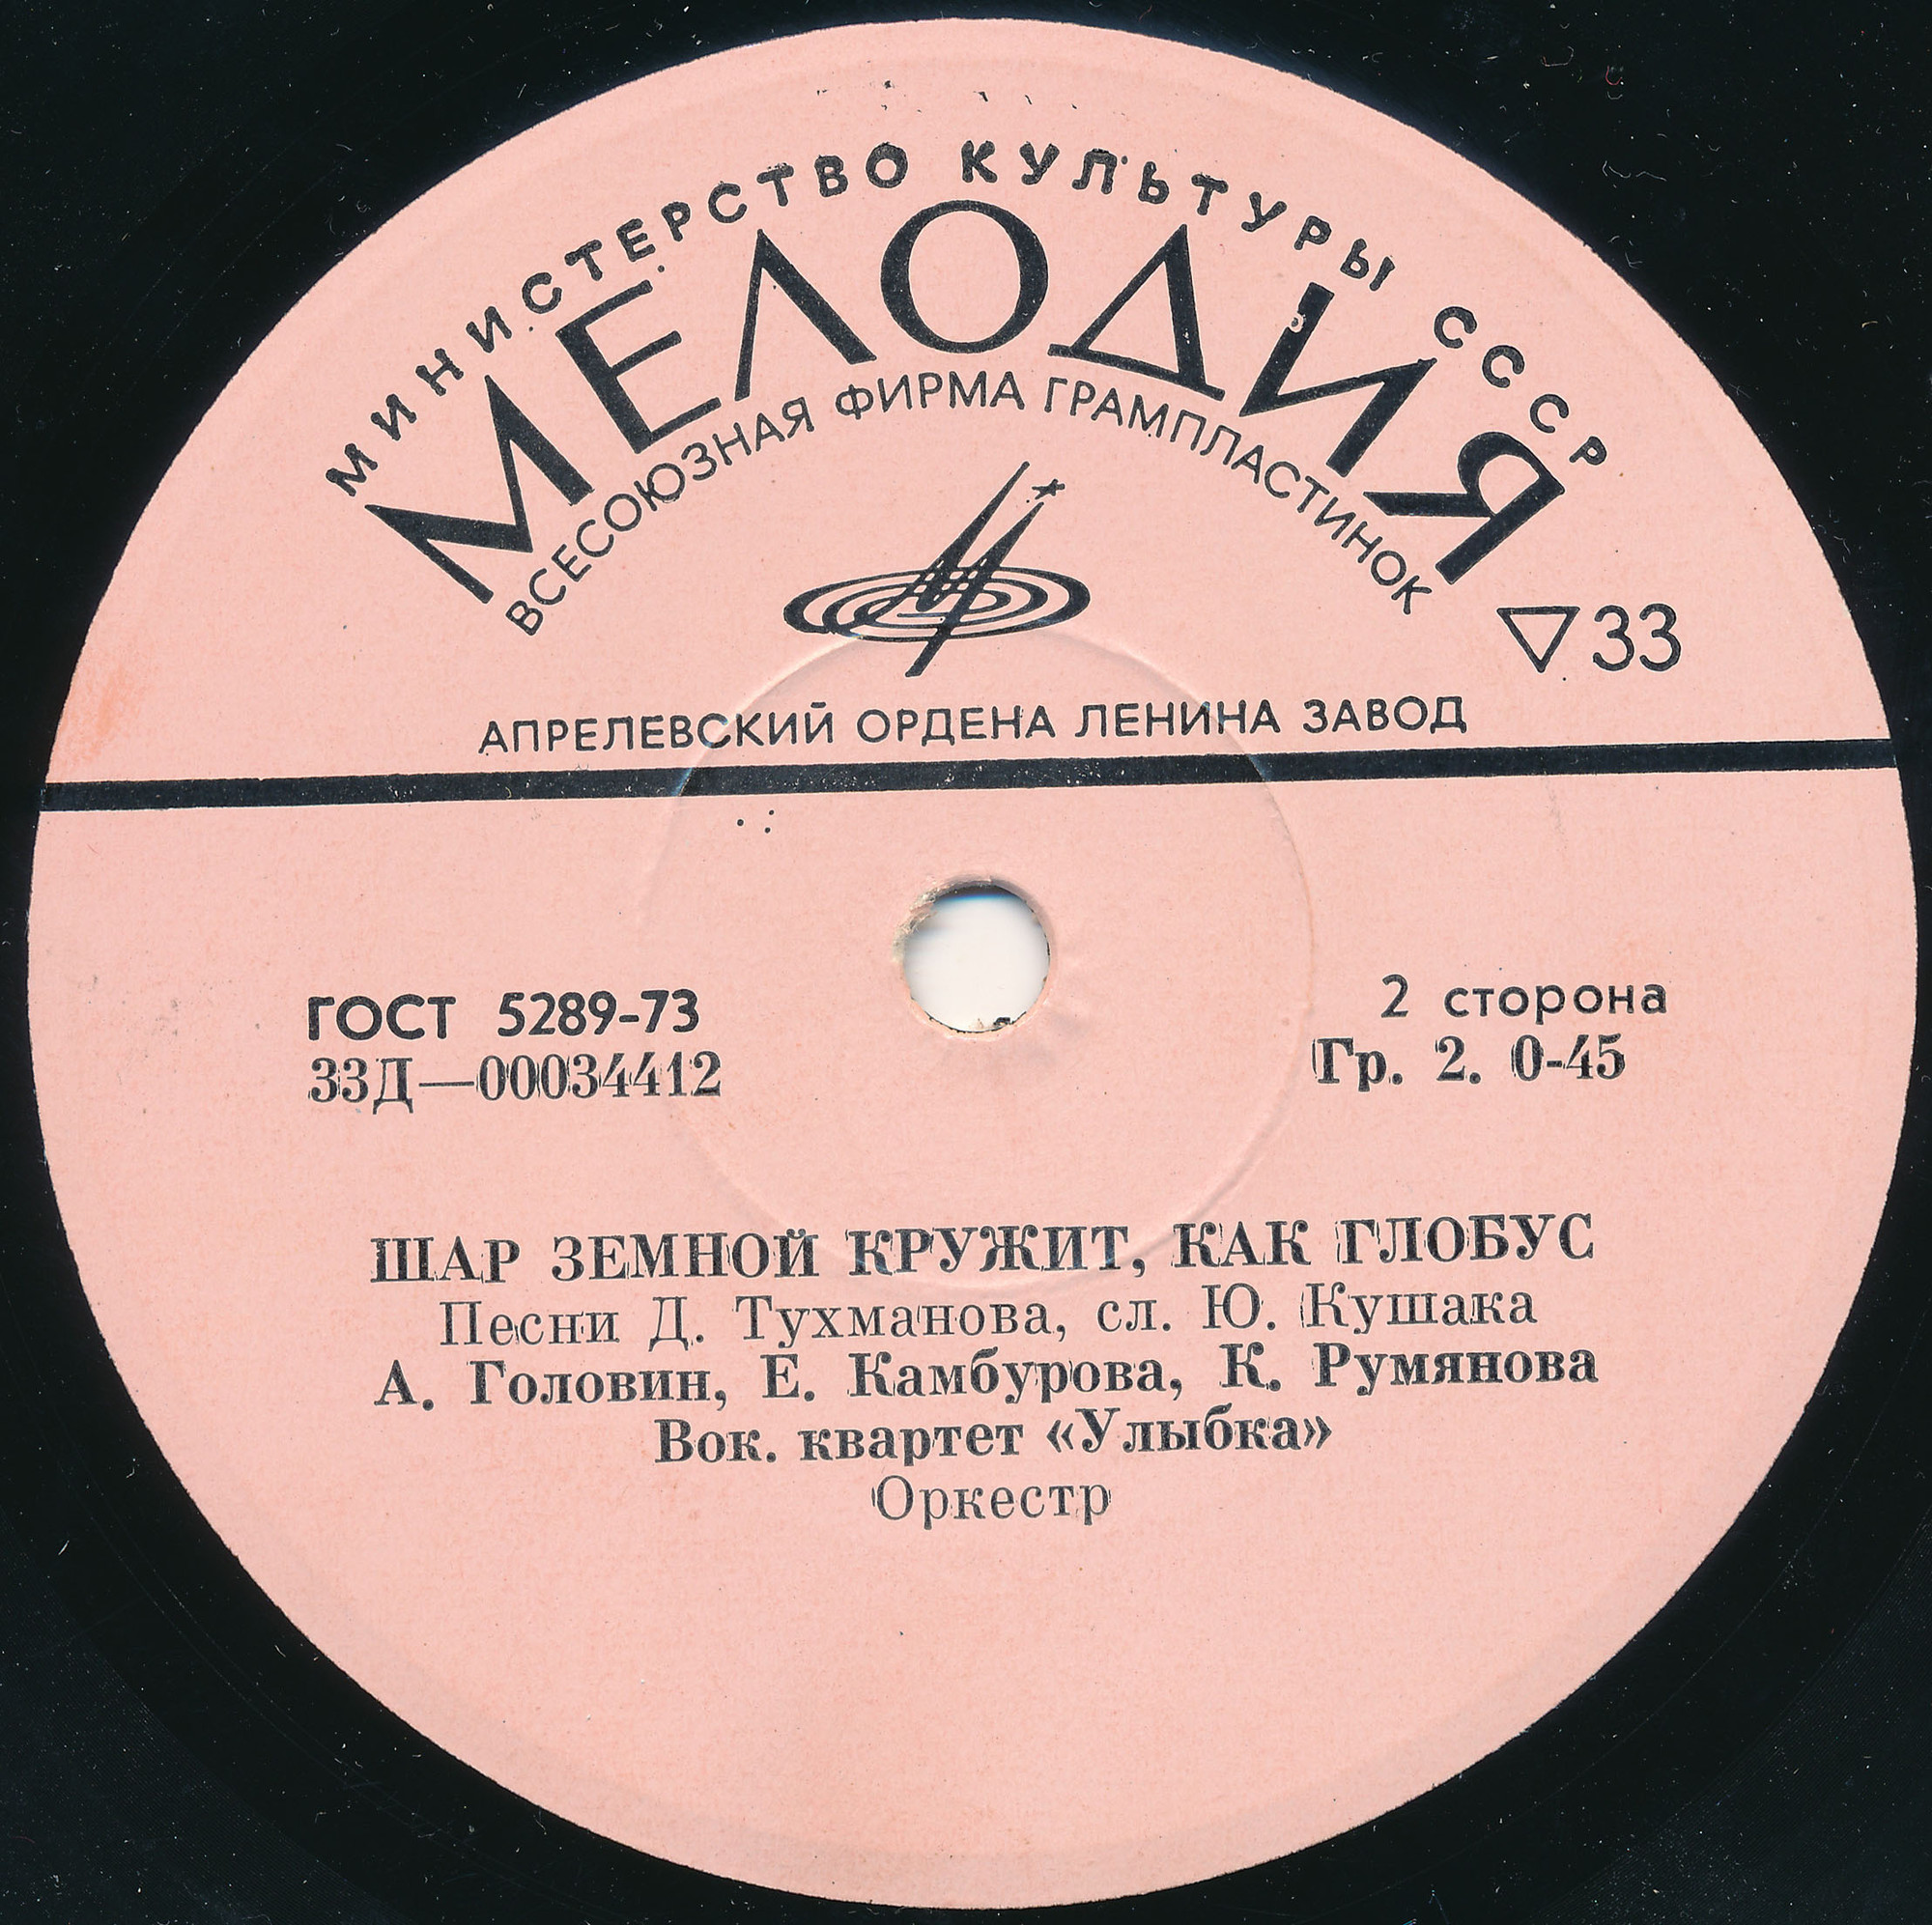 МИНИСТЕРСТВО КУЛЬТУРЫ СССР
МЕЛОДИЯ
ВСЕСОЮЗНАЯ ФИРМА ГРАМПЛАСТИНОК
33
АПРЕЛЕВСКИЙ ОРДЕНА ЛЕНИНА ЗАВОД
ГОСТ 5289-73
33Д—00034412
2 сторона
Гр. 2. 0-45
ШАР ЗЕМНОЙ КРУЖИТ, КАК ГЛОБУС
Песни Д. Тухманова, сл. Ю. Кушака
А. Головин, Е. Камбурова, К. Румянова
Вок. квартет «Улыбка»
Оркестр